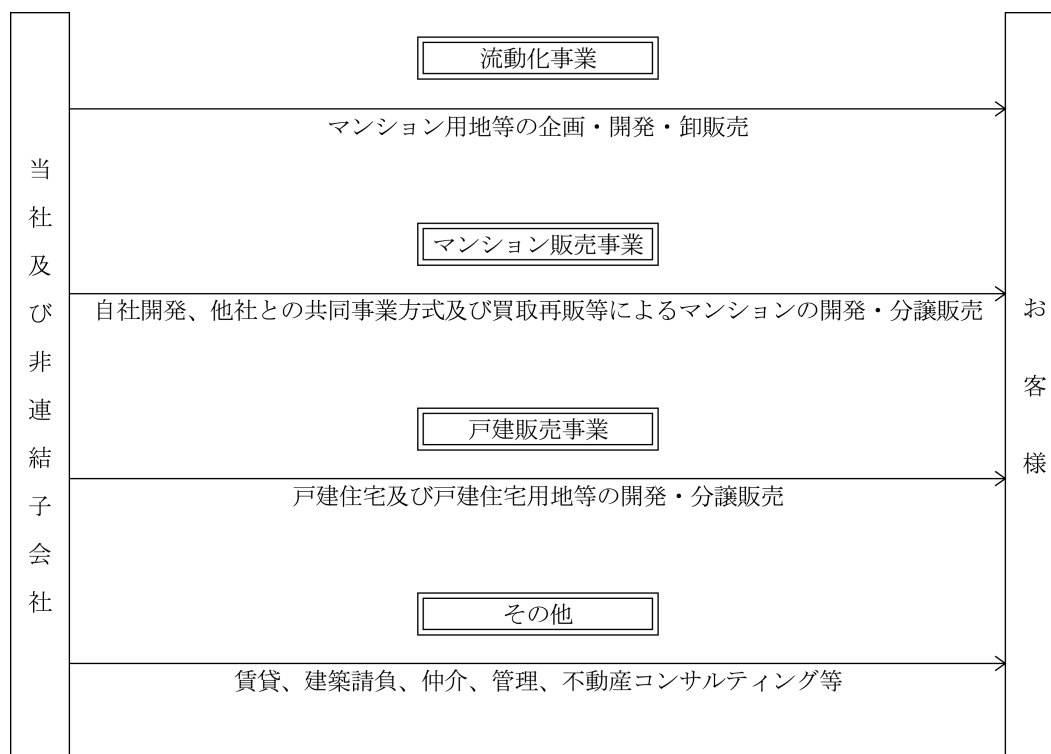 当社及び非連結子会社
流動化事業
マンション用地等の企画・開発・卸販売
マンション販売事業
自社開発、他社との共同事業方式及び買取再販等によるマンションの開発・分譲販売
戸建販売事業
戸建住宅及び戸建住宅用地等の開発・分譲販売
その他
賃貸、建築請負、仲介、管理、不動産コンサルティング等
お客様